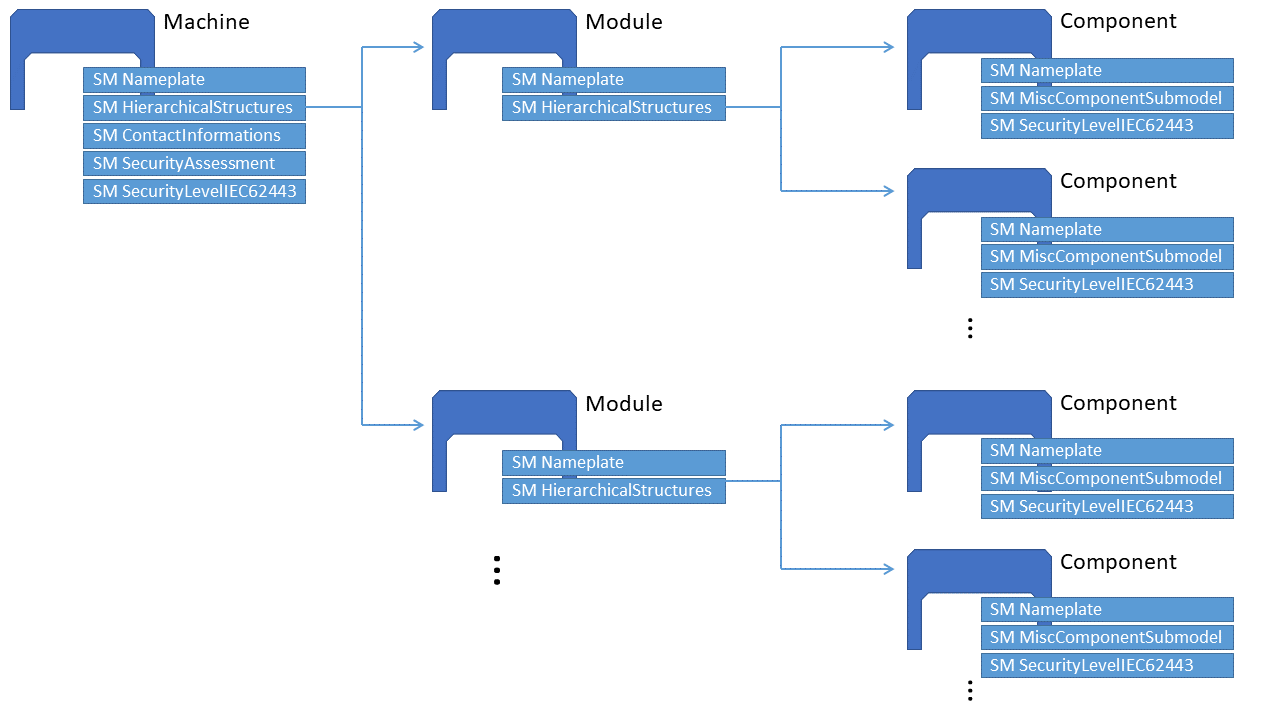 Machine
SM Nameplate
SM HierarchicalStructures
SM ContactInformations
SM SecurityAssessment
SM SecurityLevelIEC62443
Module
SM Nameplate
SM HierarchicalStructures
Component
SM Nameplate
SM MiscComponentSubmodel
SM SecurityLevelIEC62443
Component
SM Nameplate
SM MiscComponentSubmodel
SM SecurityLevelIEC62443
Module
SM Nameplate
SM HierarchicalStructures
Component
SM Nameplate
SM MiscComponentSubmodel
SM SecurityLevelIEC62443
Component
SM Nameplate
SM MiscComponentSubmodel
SM SecurityLevelIEC62443